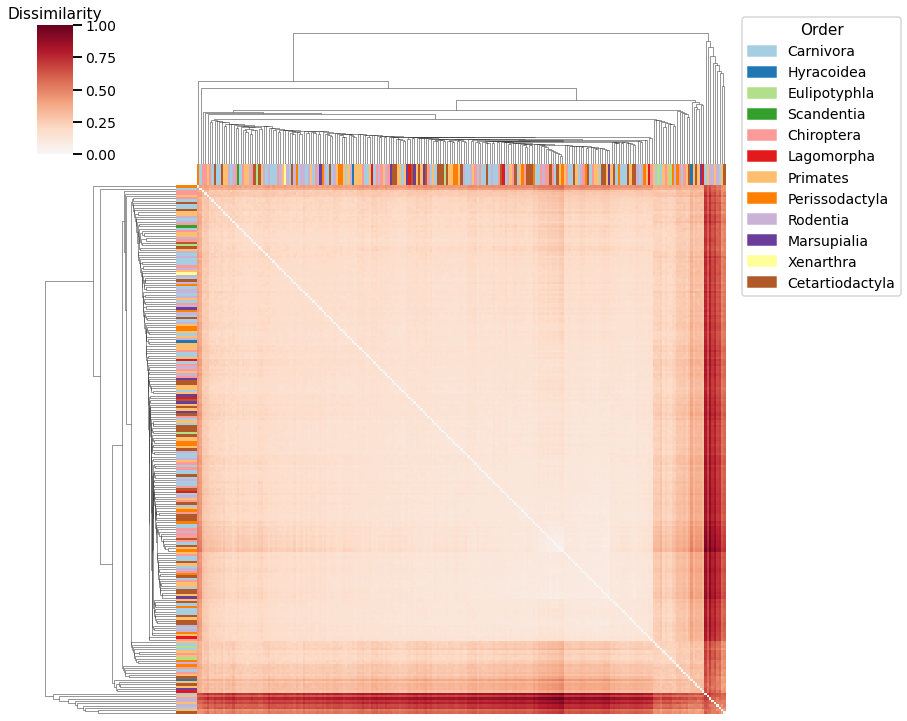 Dissimilarity
1.00
0.75
0.50
0.25
0.00
Order
Carnivora
Hyracoidea
Eulipotyphla
Scandentia
Chiroptera
Lagomorpha
Primates
Perissodactyla
Rodentia
Marsupialia
Xenarthra
Cetartiodactyla